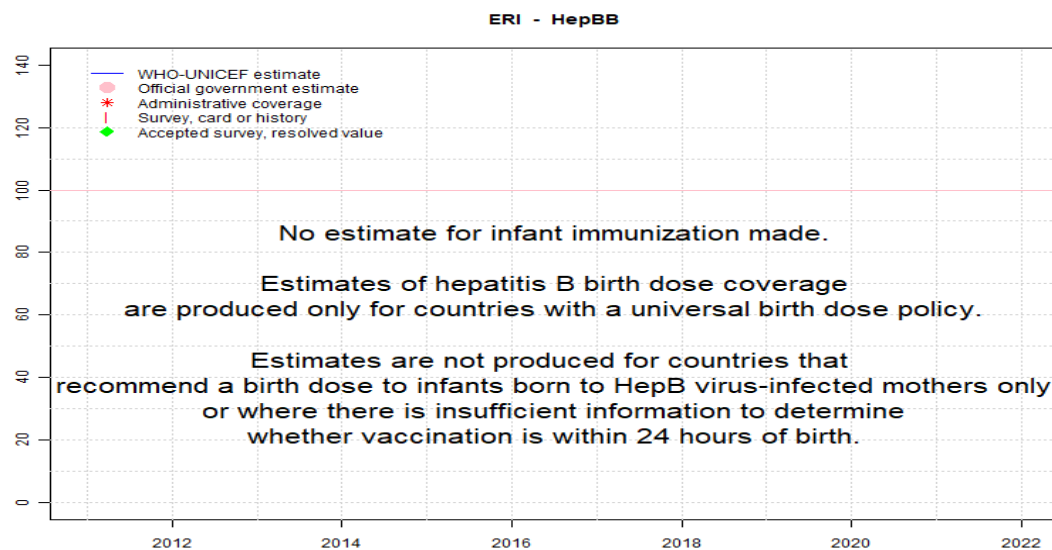 ERI - HepBB
140
120
100
80
60
40
20
0
WHO-UNICEF estimate
Official government estimate
Administrative coverage
Survey, card or history
Accepted survey, resolved value
No estimate for infant immunization made.
Estimates of hepatitis B birth dose coverage
are produced only for countries with a universal birth dose policy.
Estimates are not produced for countries that
recommend a birth dose to infants born to HepB virus-infected mothers only
or where there is insufficient information to determine
whether vaccination is within 24 hours of birth.
2012 2014 2016 2018 2020 2022